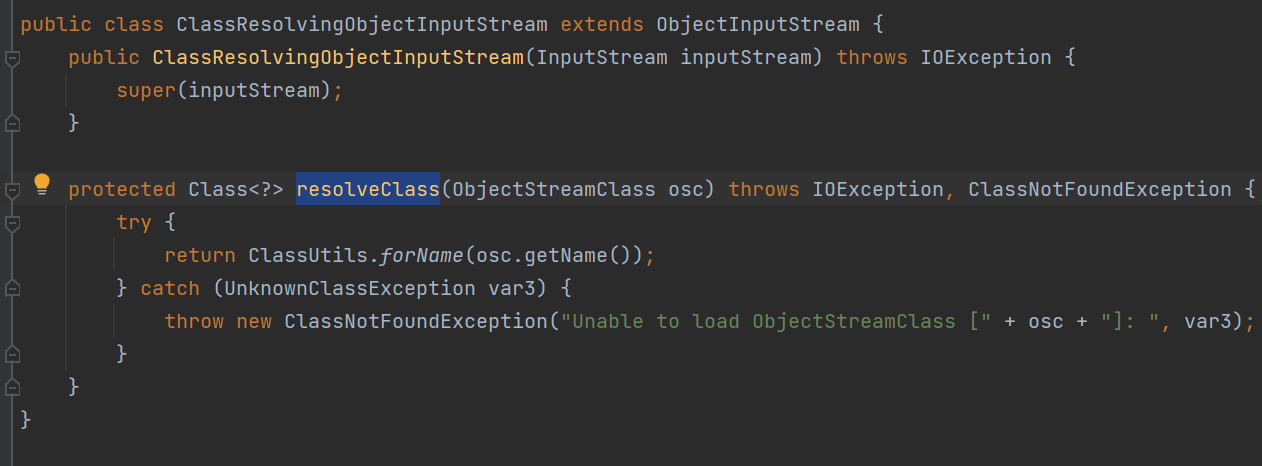 public class ClassResolvingObjectInputStream extends ObjectInputStream {
public ClassResolvingObjectInputStream(InputStream inputStream) throws IOException {
super(inputStream);
}
protected Class<?> resolveClass(ObjectStreamClass osc) throws IOException, ClassNotFoundException {
try {
return ClassUtils.forName(osc.getName());
} catch (UnknownClassException var3) {
throw new ClassNotFoundException("Unable to load ObjectStreamClass [" + osc + "]: ", var3);
}
}
}